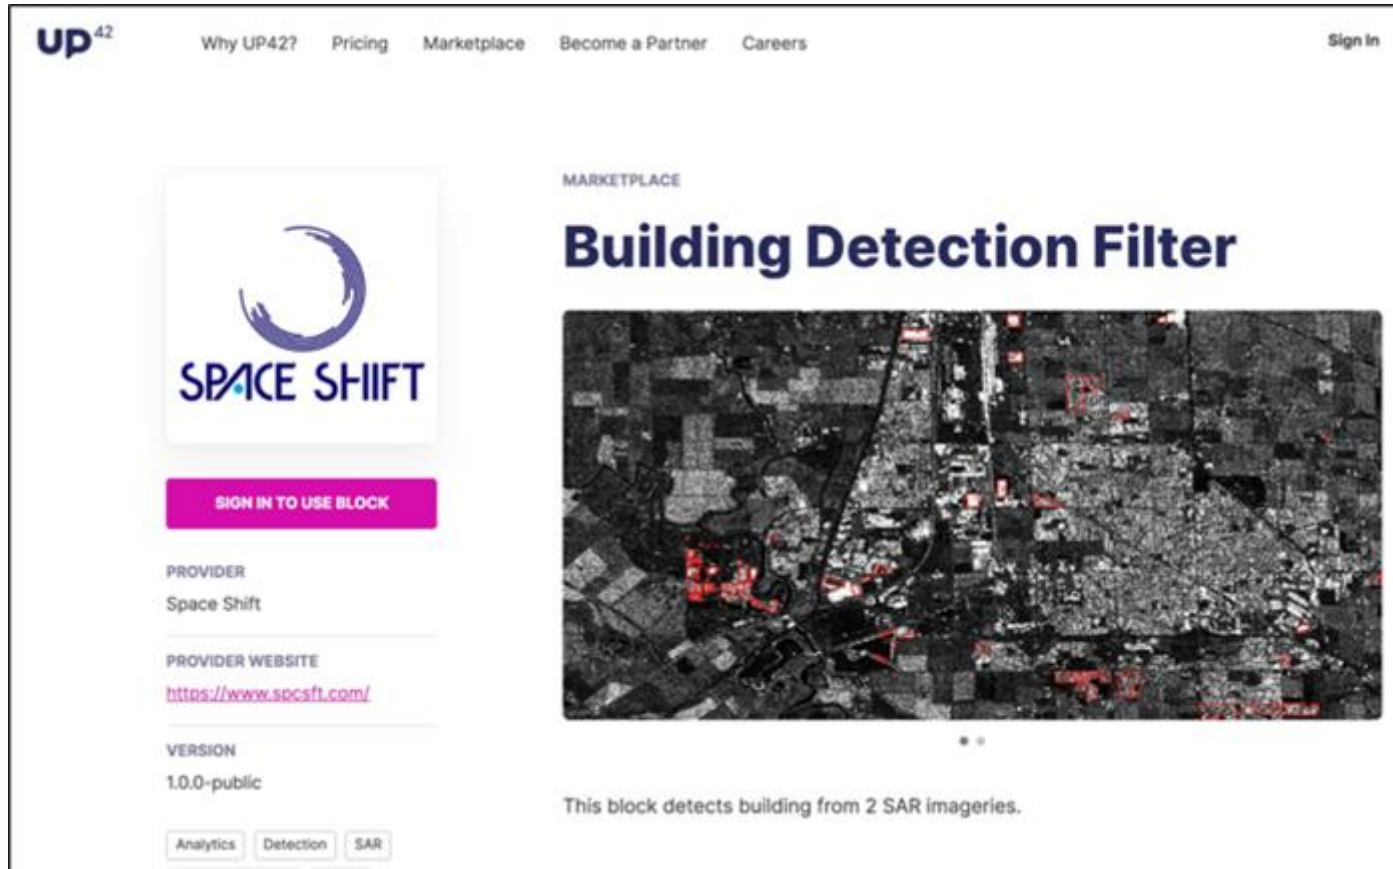 UP42
Why UP42? Pricing Marketplace Become a Partner Careers
Sign In
SPACE SHIFT
SIGN IN TO USE BLOCK
PROVIDER
Space Shift
PROVIDER WEBSITE
https://www.spcsft.com/
VERSION
1.0.0-public
Analytics Detection SAR
MARKETPLACE
Building Detection Filter
This block detects building from 2 SAR imageries.